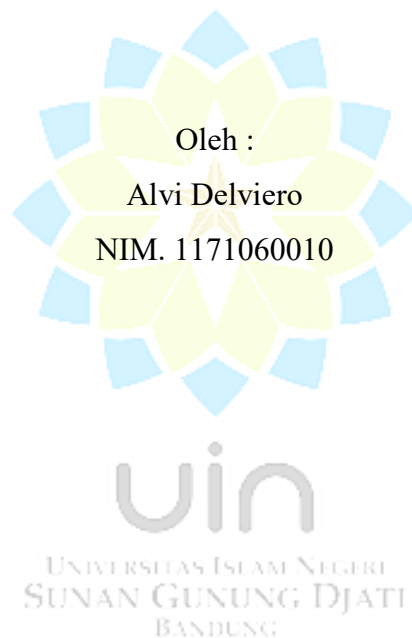 Oleh :
Alvi Delviero
NIM. 1171060010
uin
UNIVERSITAS ISLAM NEGERI
SUNAN GUNUNG DJATI
BANDUNG